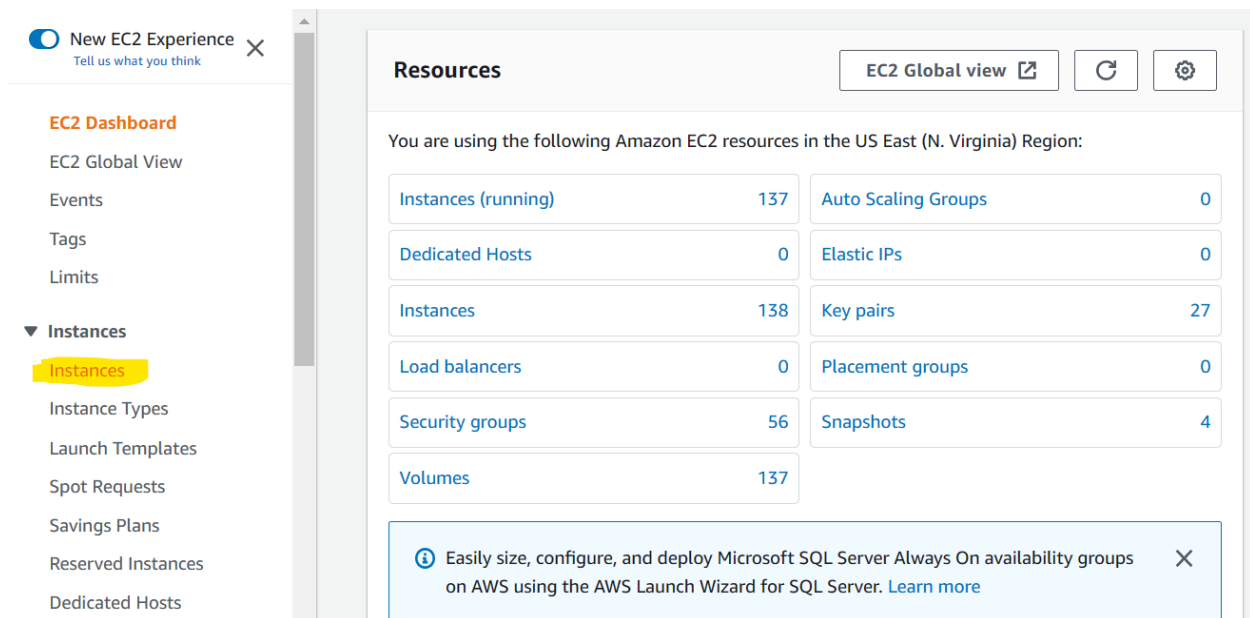 New EC2 Experience
Tell us what you think
EC2 Dashboard
EC2 Global View
Events
Tags
Limits
Instances
Instances
Instance Types
Launch Templates
Spot Requests
Savings Plans
Reserved Instances
Dedicated Hosts
Resources
EC2 Global view
You are using the following Amazon EC2 resources in the US East (N. Virginia) Region:
Instances (running) 137
Auto Scaling Groups 0
Dedicated Hosts 0
Elastic IPs 0
Instances 138
Key pairs 27
Load balancers 0
Placement groups 0
Security groups 56
Snapshots 4
Volumes 137
Easily size, configure, and deploy Microsoft SQL Server Always On availability groups
on AWS using the AWS Launch Wizard for SQL Server. Learn more